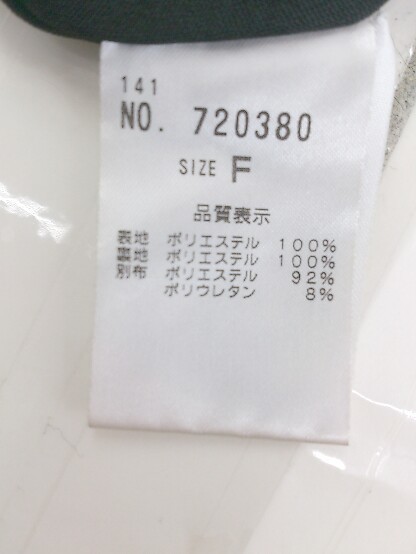 141
NO. 720380
SIZE F
品質表示
表地 ポリエステル 100%
裏地 ポリエステル 100%
別布 ポリエステル 92%
ポリウレタン 8%